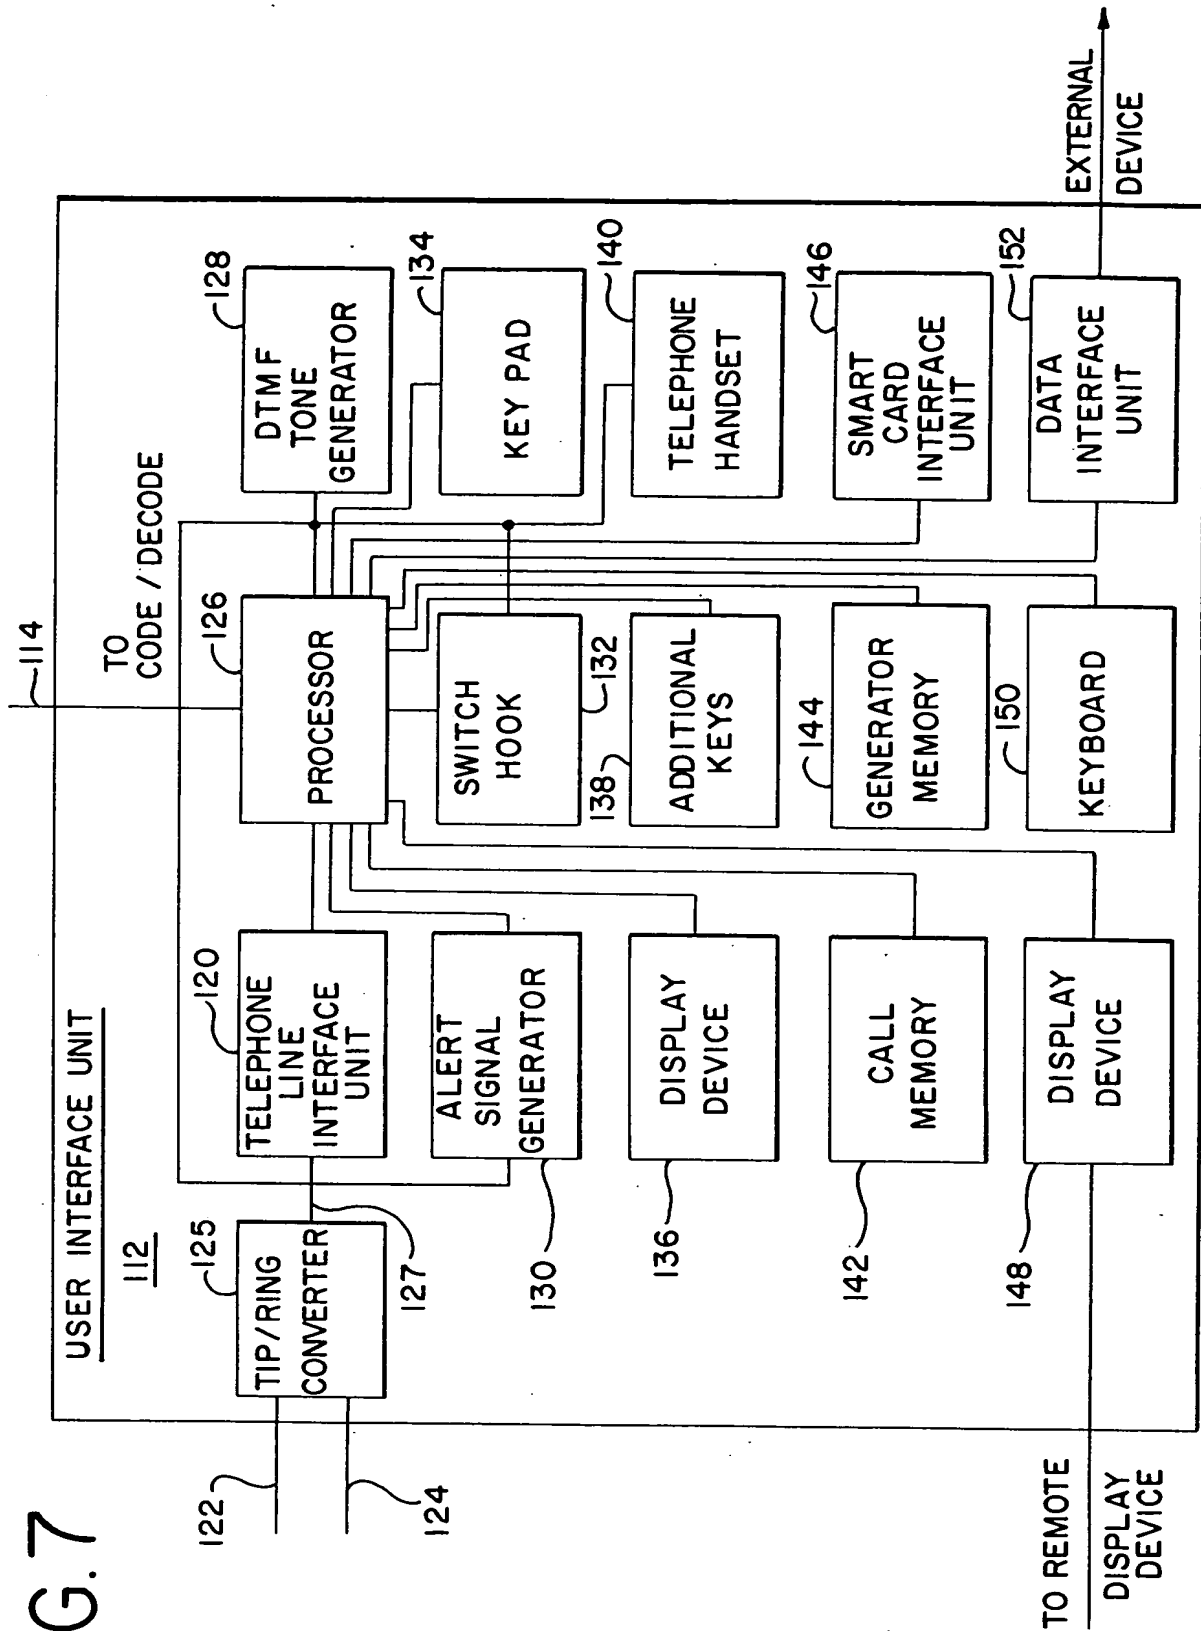 G. 7
USER INTERFACE UNIT
112
114
TO
CODE / DECODE
122
124
125
TIP/RING
CONVERTER
127
120
TELEPHONE
LINE
INTERFACE
UNIT
126
PROCESSOR
128
DTMF
TONE
GENERATOR
130
ALERT
SIGNAL
GENERATOR
132
SWITCH
HOOK
134
KEY PAD
136
DISPLAY
DEVICE
138
ADDITIONAL
KEYS
140
TELEPHONE
HANDSET
142
CALL
MEMORY
144
GENERATOR
MEMORY
146
SMART
CARD
INTERFACE
UNIT
148
DISPLAY
DEVICE
150
KEYBOARD
152
DATA
INTERFACE
UNIT
TO REMOTE
DISPLAY
DEVICE
EXTERNAL
DEVICE